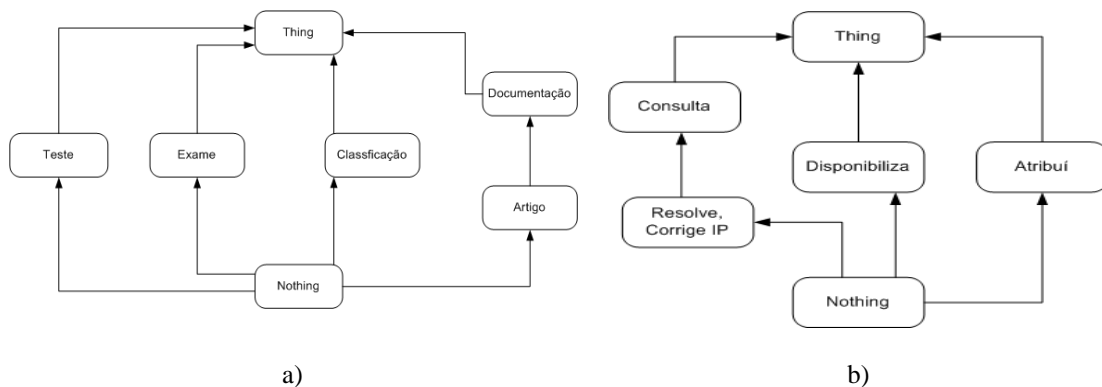 Thing
Documentação
Teste
Exame
Classficação
Artigo
Nothing
a)
Thing
Consulta
Disponibiliza
Atribuí
Resolve,
Corrige IP
Nothing
b)